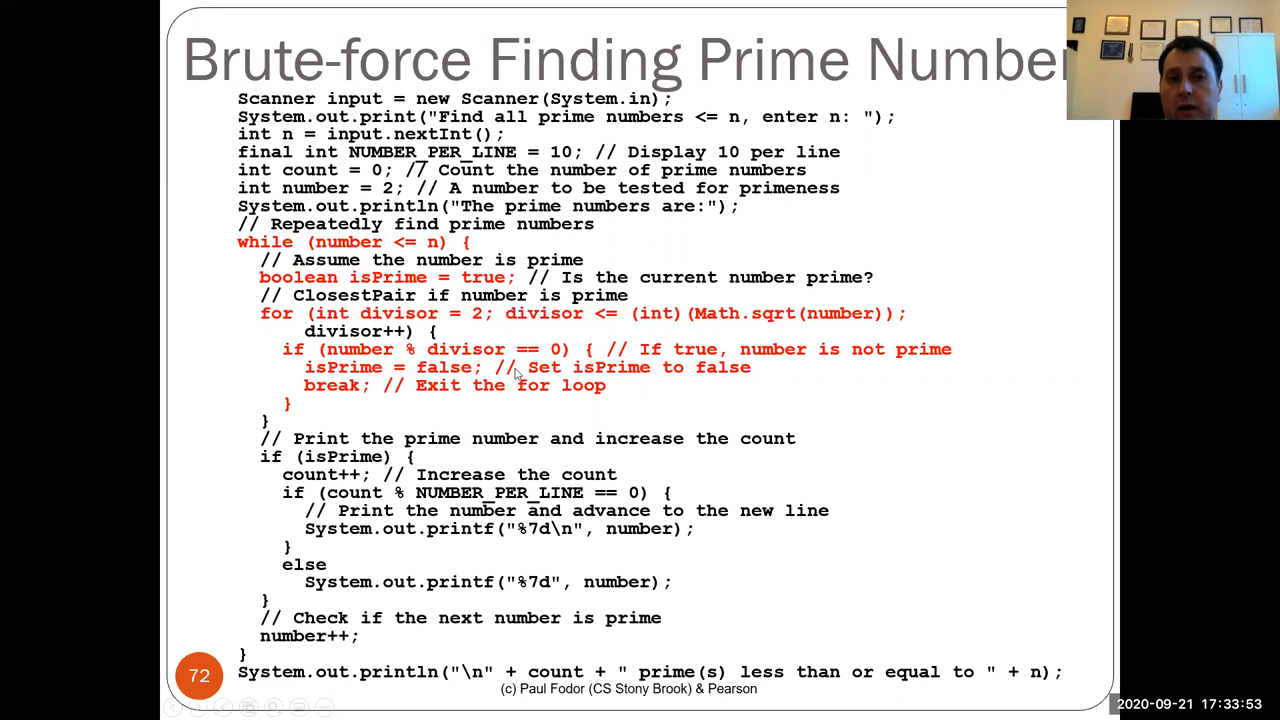 Brute-force Finding Prime Number
Scanner input = new Scanner(System.in);
System.out.print("Find all prime numbers <= n, enter n: ");
int n = input.nextInt();
final int NUMBER_PER_LINE = 10; // Display 10 per line
int count = 0; // Count the number of prime numbers
int number = 2; // A number to be tested for primeness
System.out.println("The prime numbers are:");
// Repeatedly find prime numbers
while (number <= n) {
// Assume the number is prime
boolean isPrime = true; // Is the current number prime?
// ClosestPair if number is prime
for (int divisor = 2; divisor <= (int)(Math.sqrt(number));
divisor++) {
if (number % divisor == 0) { // If true, number is not prime
isPrime = false; // Set isPrime to false
break; // Exit the for loop
}
}
// Print the prime number and increase the count
if (isPrime) {
count++; // Increase the count
if (count % NUMBER_PER_LINE == 0) {
// Print the number and advance to the new line
System.out.printf("%7d\n", number);
}
else
System.out.printf("%7d", number);
}
// Check if the next number is prime
number++;
}
System.out.println("\n" + count + " prime(s) less than or equal to " + n);
72
(c) Paul Fodor (CS Stony Brook) & Pearson
2020-09-21 17:33:53